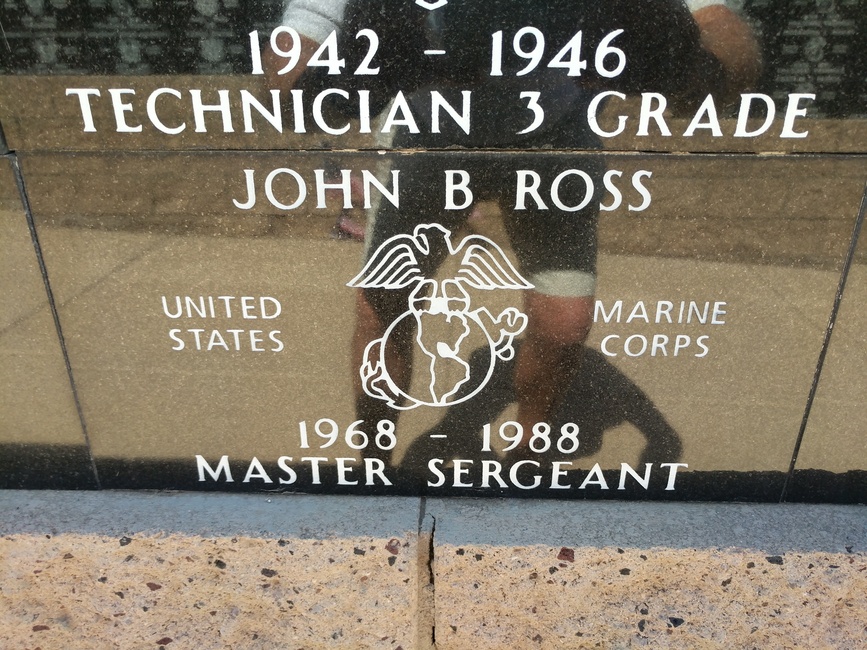 1942 - 1946
TECHNICIAN 3 GRADE
JOHN B ROSS
UNITED
STATES
MARINE
CORPS
1968 - 1988
MASTER SERGEANT